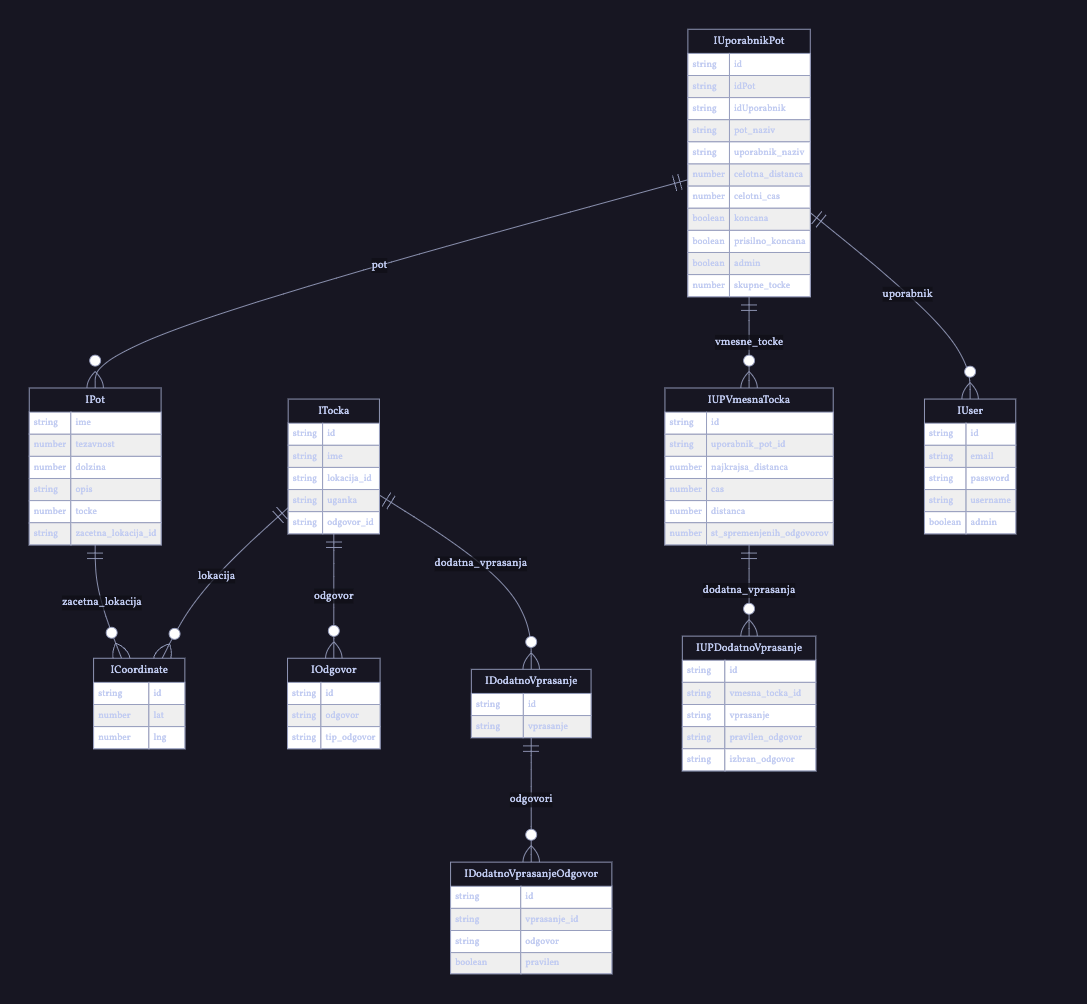 IUporabnikPot
string id
string idPot
string idUporabnik
string pot_naziv
string uporabnik_naziv
number celotna_distanca
number celotni_cas
boolean koncana
boolean prisilno_koncana
boolean admin
number skupne_tocke
pot
uporabnik
vmesne_tocke
IPot
string ime
number tezavnost
number dolzina
string opis
number tocke
string zacetna_lokacija_id
ITocka
string id
string ime
string lokacija_id
string uganka
string odgovor_id
IUPVmesnaTocka
string id
string uporabnik_pot_id
number najkrajsa_distanca
number cas
number distanca
number st_spremenjenih_odgovorov
IUser
string id
string email
string password
string username
boolean admin
zacetna_lokacija
lokacija
odgovor
dodatna_vprasanja
dodatna_vprasanja
ICoordinate
string id
number lat
number lng
IOdgovor
string id
string odgovor
string tip_odgovor
IDodatnoVprasanje
string id
string vprasanje
IUPDodatnoVprasanje
string id
string vmesna_tocka_id
string vprasanje
string pravilen_odgovor
string izbran_odgovor
odgovori
IDodatnoVprasanjeOdgovor
string id
string vprasanje_id
string odgovor
boolean pravilen